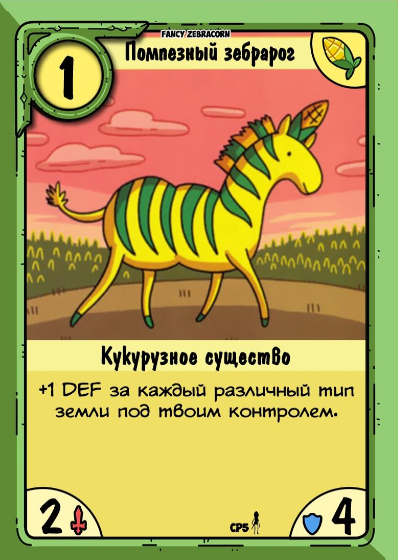 FANCY ZEBRACORN
1
Помпезный зебрарог
Кукурузное существо
+1 DEF за каждый различный тип
земли под твоим контролем.
2
CP5
4